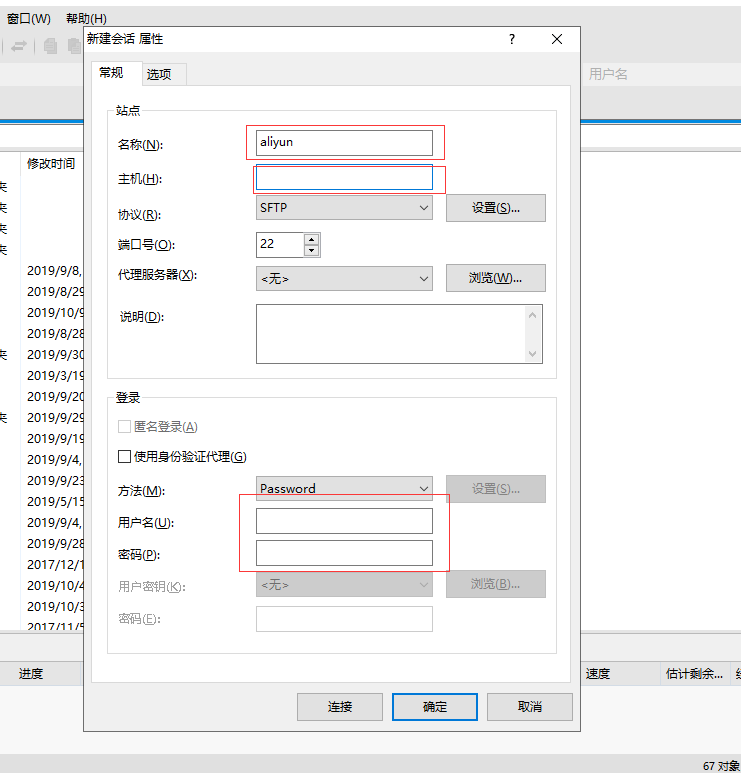 窗口(W) 帮助(H)
新建会话 属性
?
用户名
常规 选项
站点
名称(N): aliyun
主机(H):
协议(R): SFTP 设置(S)...
端口号(O): 22
代理服务器(X): <无> 浏览(W)...
说明(D):
登录
匿名登录(A)
使用身份验证代理(G)
方法(M): Password 设置(S)...
用户名(U):
密码(P):
用户密钥(K): <无> 浏览(B)...
密码(E):
连接 确定 取消
修改时间
夹
夹
夹
夹
2019/9/8,
2019/8/29
2019/10/9
2019/8/28
夹 2019/9/30
2019/3/19
2019/9/20
夹 2019/9/29
2019/9/19
2019/9/4,
2019/9/23
2019/5/15
2019/9/4,
2019/9/28
2017/12/1
2019/10/4
2019/10/3
2017/11/5
进度 速度 估计剩余...
67 对象